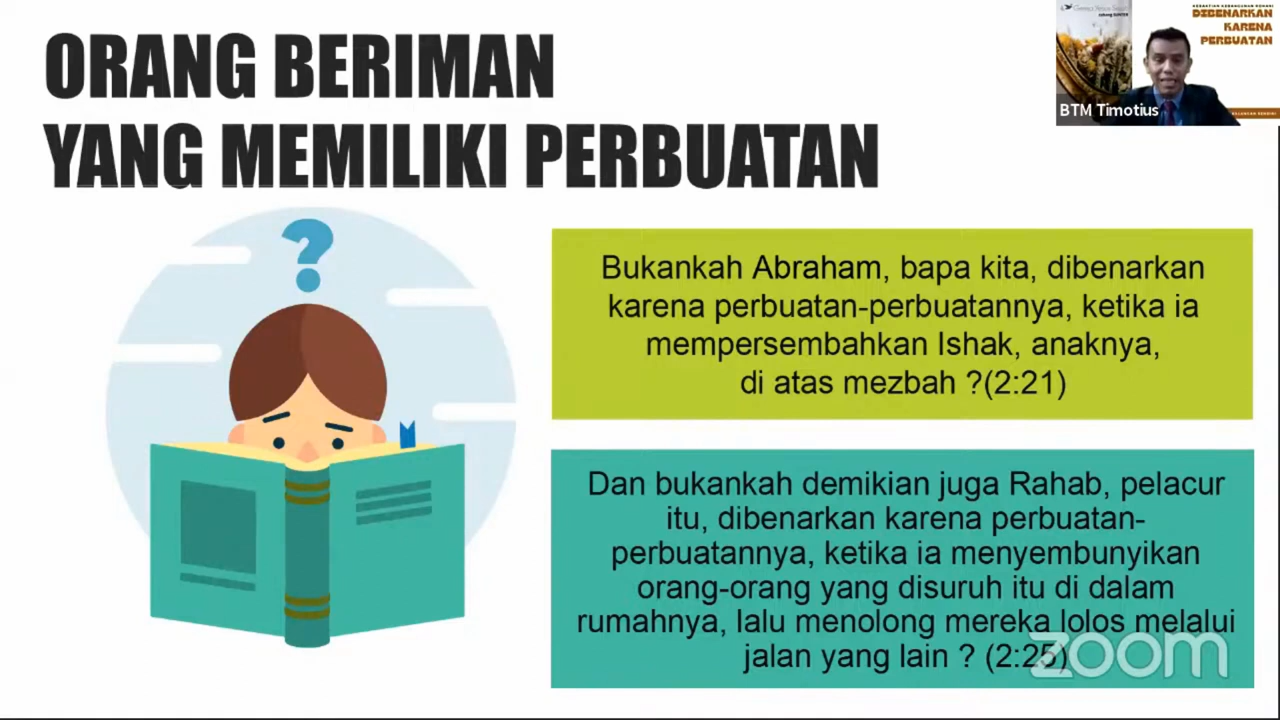 ORANG BERIMAN
YANG MEMILIKI PERBUATAN
Bukankah Abraham, bapa kita, dibenarkan
karena perbuatan-perbuatannya, ketika ia
mempersembahkan Ishak, anaknya,
di atas mezbah ?(2:21)
Dan bukankah demikian juga Rahab, pelacur
itu, dibenarkan karena perbuatan-
perbuatannya, ketika ia menyembunyikan
orang-orang yang disuruh itu di dalam
rumahnya, lalu menolong mereka lolos melalui
jalan yang lain ? (2:25)
zoom
DIBENARKAN
KARENA
PERBUATAN
BTM Timotius